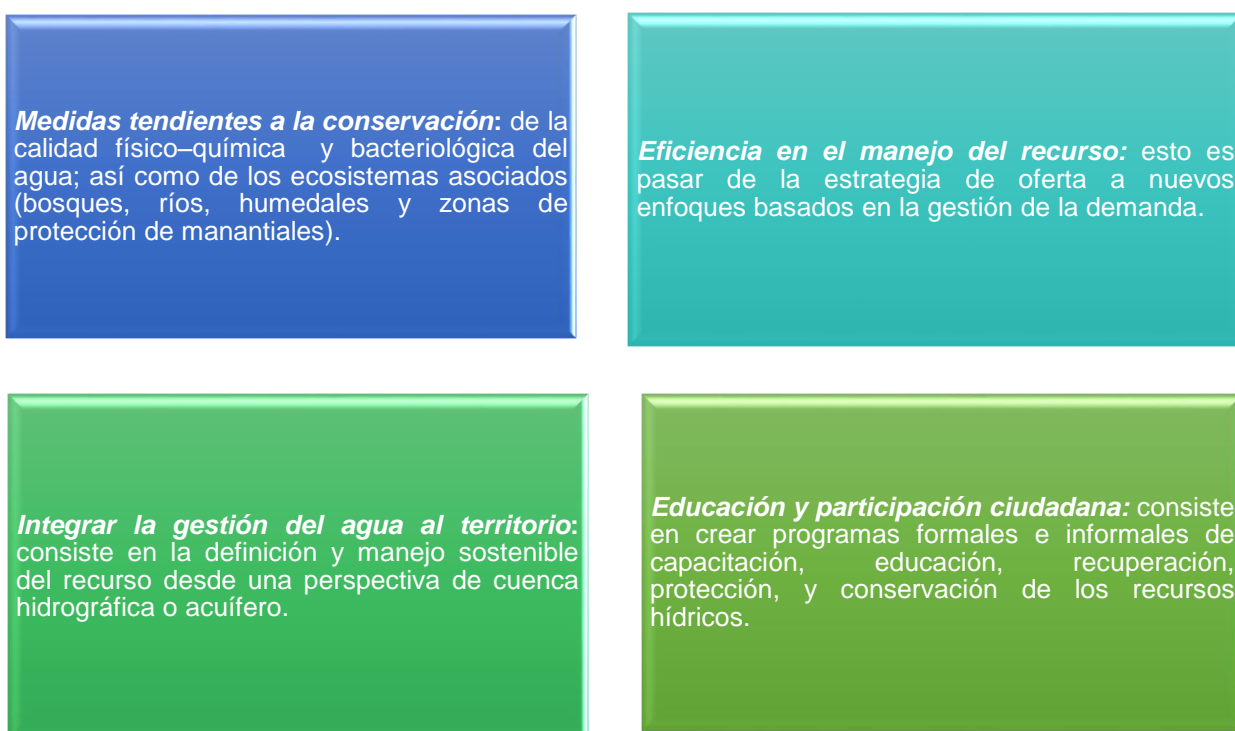 Medidas tendientes a la conservación: de la
calidad físico–química y bacteriológica del
agua; así como de los ecosistemas asociados
(bosques, ríos, humedales y zonas de
protección de manantiales).
Eficiencia en el manejo del recurso: esto es
pasar de la estrategia de oferta a nuevos
enfoques basados en la gestión de la demanda.
Integrar la gestión del agua al territorio:
consiste en la definición y manejo sostenible
del recurso desde una perspectiva de cuenca
hidrográfica o acuífero.
Educación y participación ciudadana: consiste
en crear programas formales e informales de
capacitación, educación, recuperación,
protección, y conservación de los recursos
hídricos.